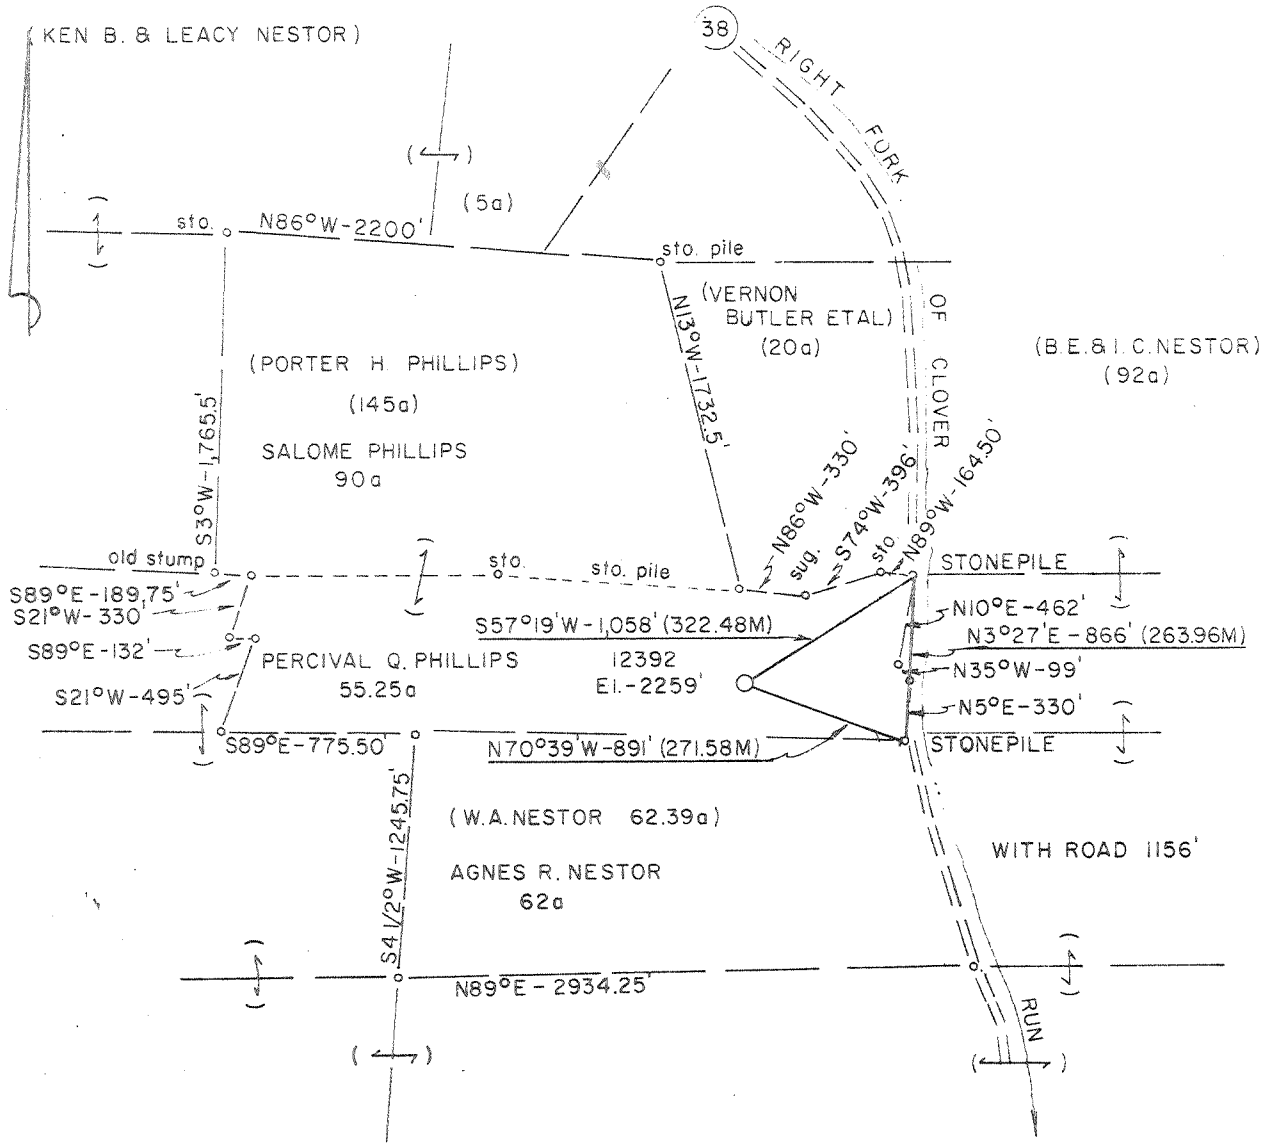 (KEN B. & LEACY NESTOR)
38
RIGHT FORK OF CLOVER RUN
(5a)
sto.
N86°W-2200'
sto. pile
(VERNON
BUTLER ETAL)
(20a)
N13°W-1732.5'
(B.E.& I.C. NESTOR)
(92a)
(PORTER H. PHILLIPS)
(145a)
SALOME PHILLIPS
90a
S3°W-1,765.5'
N86°W-330'
sug.
S74°W-396'
sto.
N89°W-164.50'
old stump
sto.
sto. pile
STONEPILE
S89°E-189.75'
S21°W-330'
S89°E-132'
S21°W-495'
S57°19'W-1,058' (322.48M)
N10°E-462'
N3°27'E-866' (263.96M)
N35°W-99'
N5°E-330'
PERCIVAL Q. PHILLIPS
55.25a
12392
El.-2259'
S89°E-775.50'
N70°39'W-891' (271.58M)
STONEPILE
S4 1/2°W-1245.75'
(W.A. NESTOR 62.39a)
AGNES R. NESTOR
62a
WITH ROAD 1156'
N89°E-2934.25'